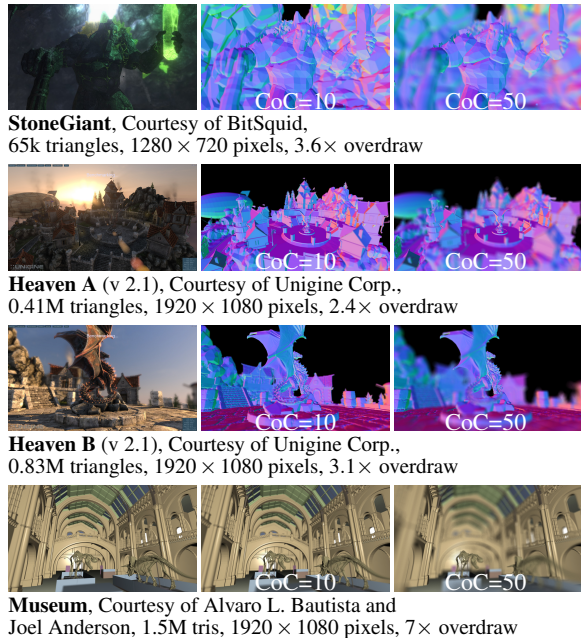 CoC=10
CoC=50
StoneGiant, Courtesy of BitSquid,
65k triangles, 1280 × 720 pixels, 3.6× overdraw
CoC=10
CoC=50
Heaven A (v 2.1), Courtesy of Unigine Corp.,
0.41M triangles, 1920 × 1080 pixels, 2.4× overdraw
CoC=10
CoC=50
Heaven B (v 2.1), Courtesy of Unigine Corp.,
0.83M triangles, 1920 × 1080 pixels, 3.1× overdraw
CoC=10
CoC=50
Museum, Courtesy of Alvaro L. Bautista and
Joel Anderson, 1.5M tris, 1920 × 1080 pixels, 7× overdraw